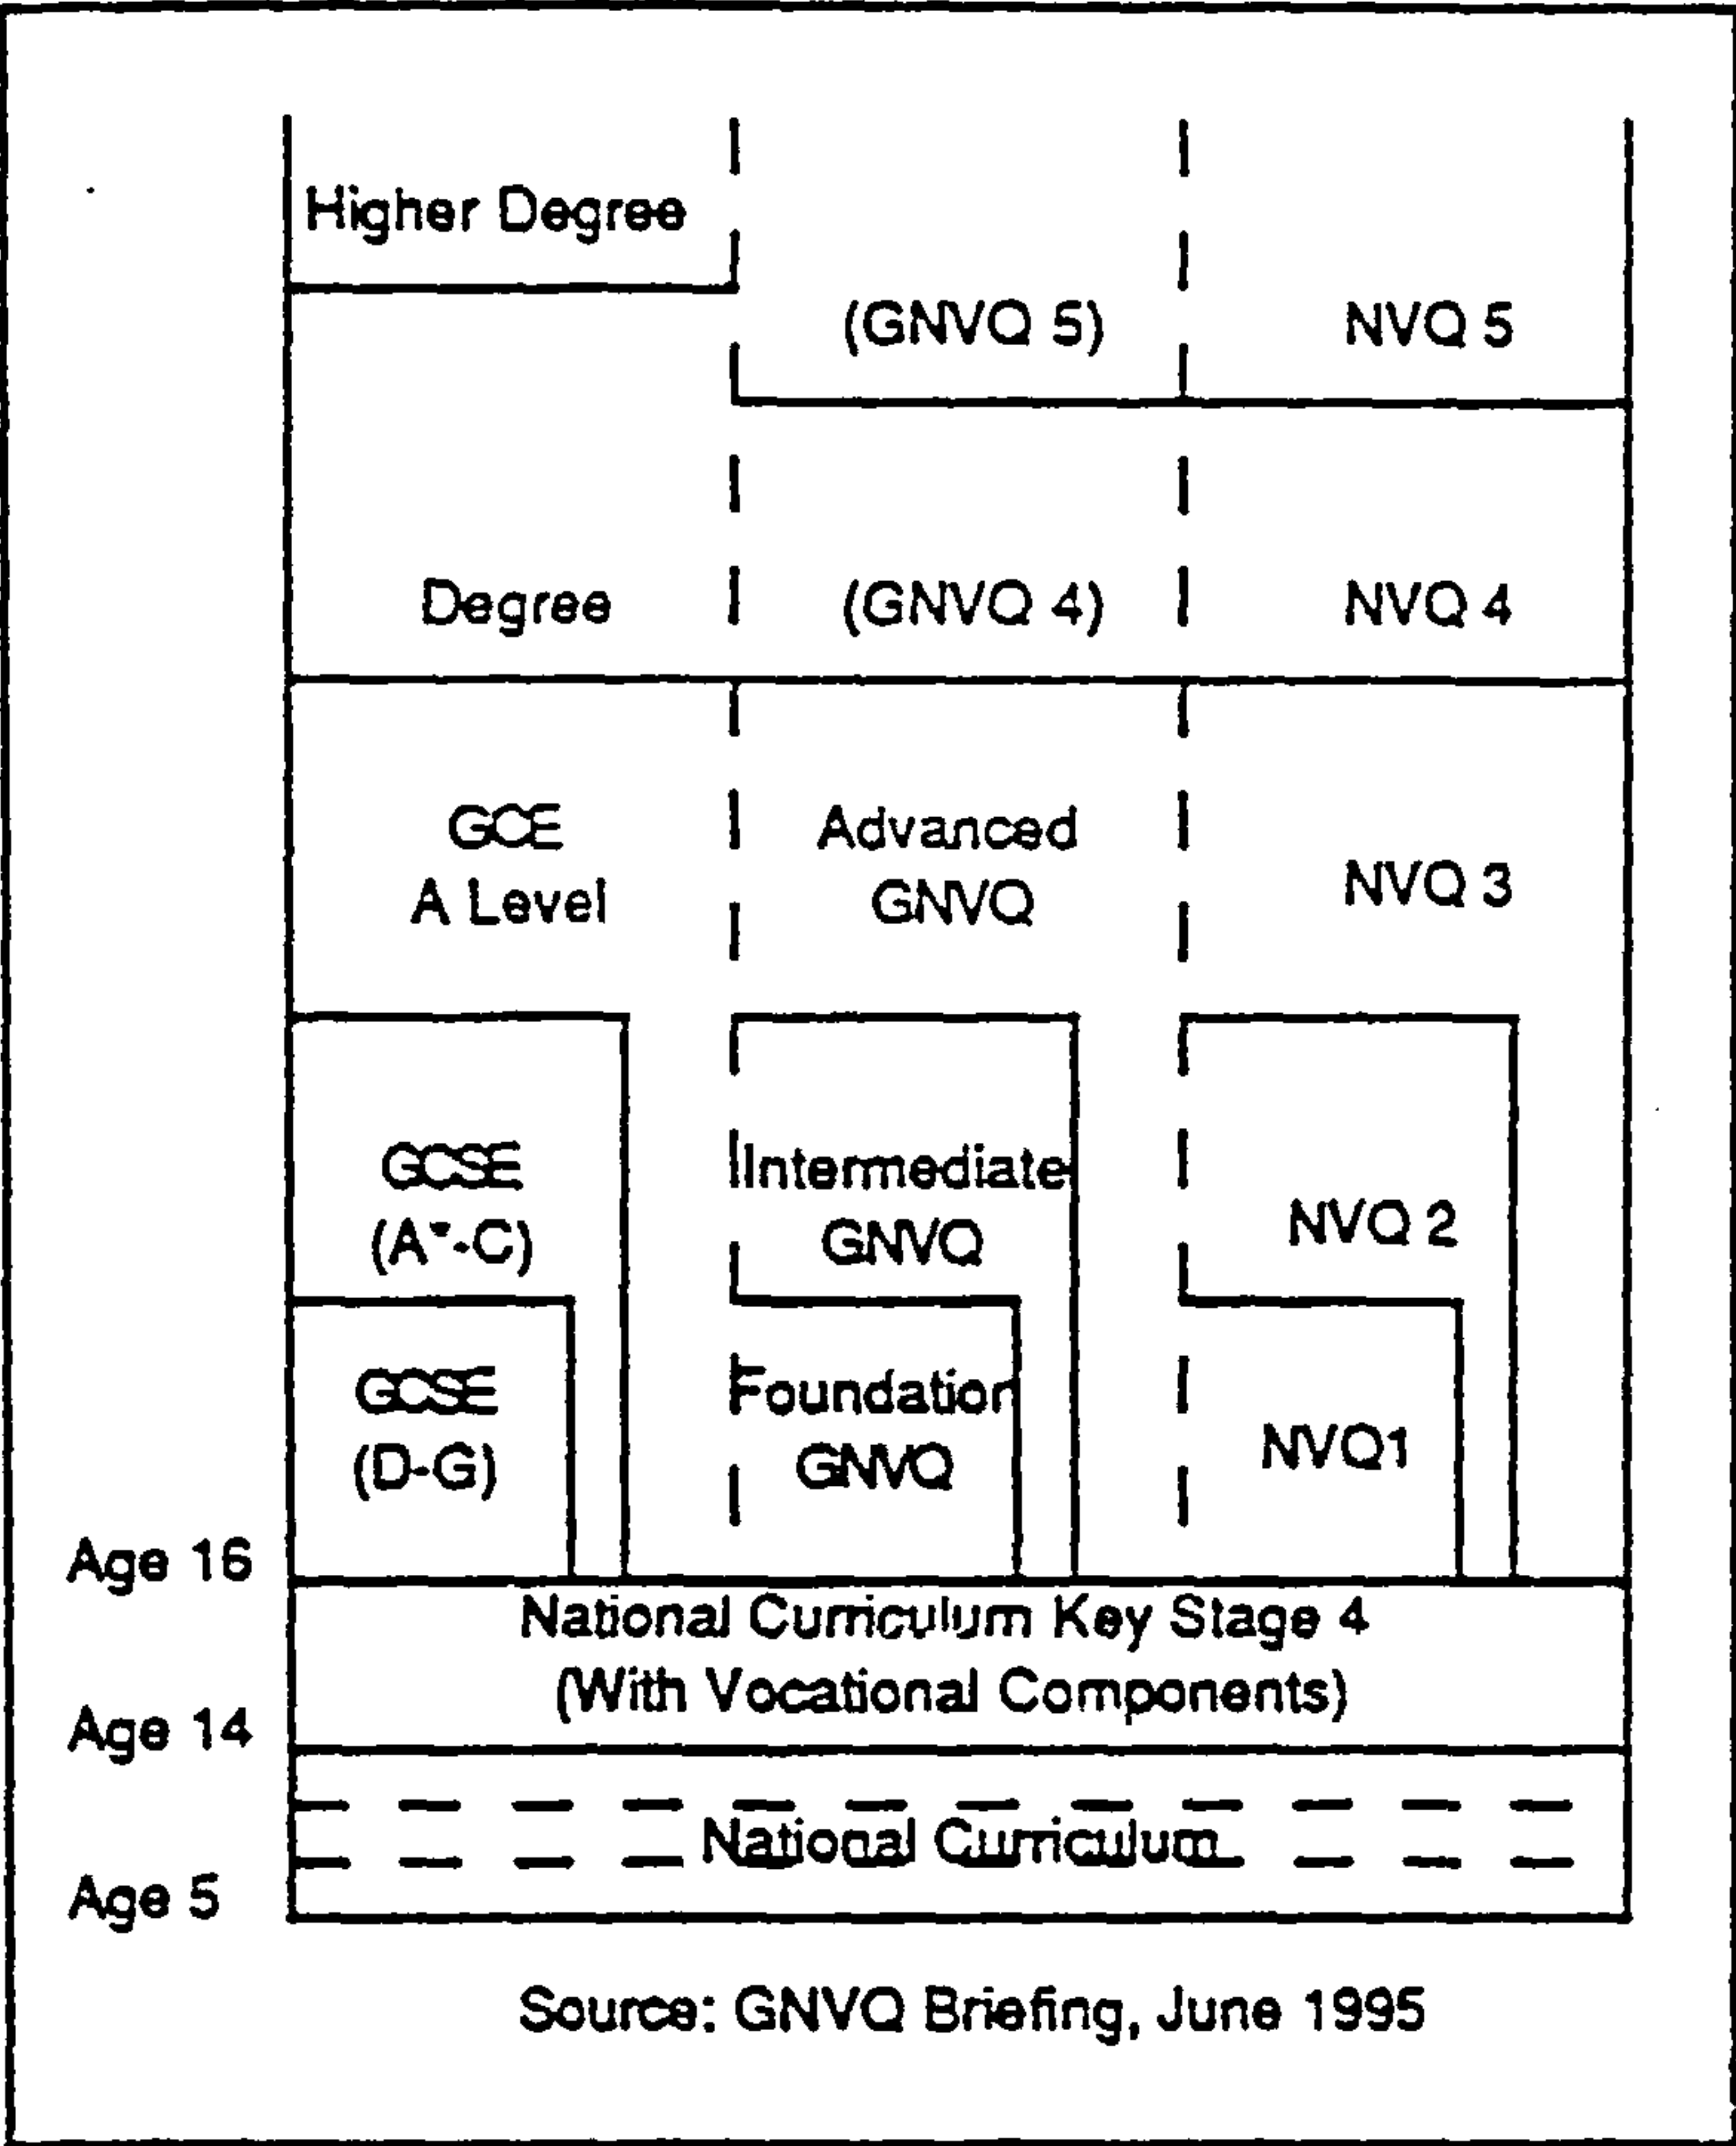 Higher Degree
(GNVQ 5) NVQ 5
Degree (GNVQ 4) NVQ 4
GCE
A Level
Advanced
GNVQ
NVQ 3
GCSE
(A*-C)
Intermediate
GNVQ
NVQ 2
GCSE
(D-G)
Foundation
GNVQ
NVQ1
Age 16
National Curriculum Key Stage 4
(With Vocational Components)
Age 14
National Curriculum
Age 5
Source: GNVQ Briefing, June 1995